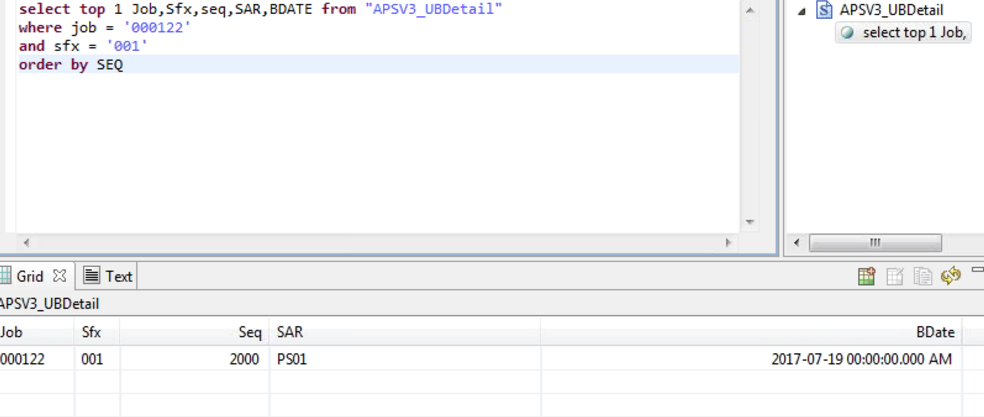 select top 1 Job,Sfx,seq,SAR,BDATE from "APSV3_UBDetail"
where job = '000122'
and sfx = '001'
order by SEQ
APSV3_UBDetail
select top 1 Job,
Grid Text
APSV3_UBDetail
Job Sfx Seq SAR BDate
000122 001 2000 PS01 2017-07-19 00:00:00.000 AM